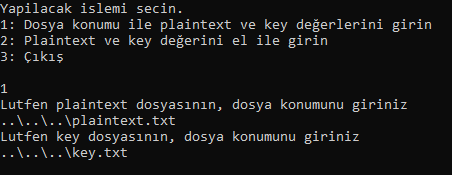 Yapilacak islemi secin.
1: Dosya konumu ile plaintext ve key değerlerini girin
2: Plaintext ve key değerini el ile girin
3: Çıkış
1
Lutfen plaintext dosyasının, dosya konumunu giriniz
..\..\..\plaintext.txt
Lutfen key dosyasının, dosya konumunu giriniz
..\..\..\key.txt